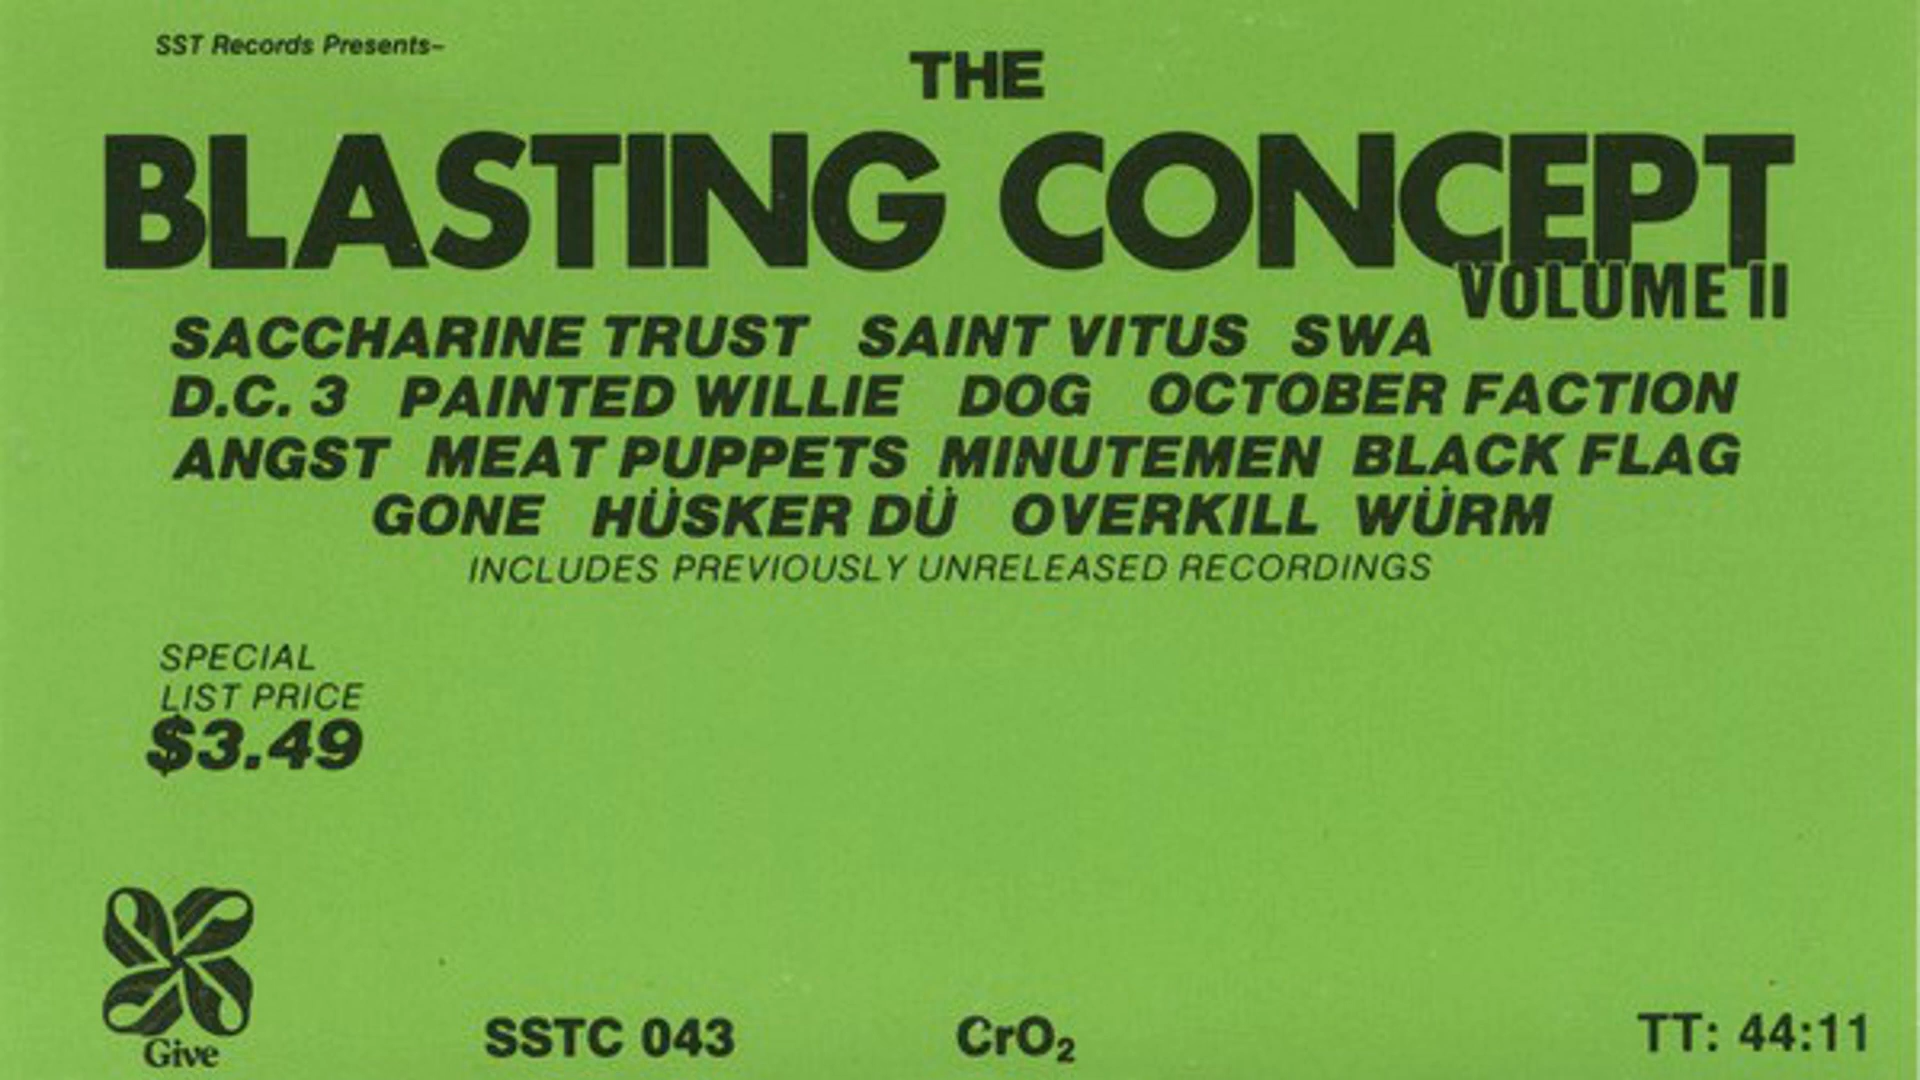 SST Records Presents-
THE
BLASTING CONCEPT
VOLUME II
SACCHARINE TRUST SAINT VITUS SWA
D.C. 3 PAINTED WILLIE DOG OCTOBER FACTION
ANGST MEAT PUPPETS MINUTEMEN BLACK FLAG
GONE HÜSKER DÜ OVERKILL WÜRM
INCLUDES PREVIOUSLY UNRELEASED RECORDINGS
SPECIAL
LIST PRICE
$3.49
Give
SSTC 043 CrO₂ TT: 44:11